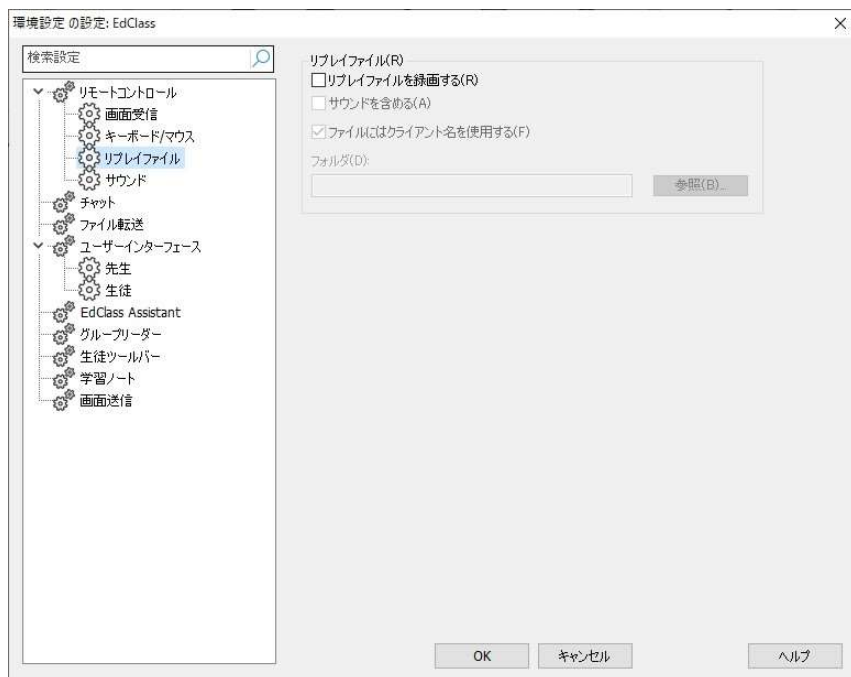 環境設定 の設定: EdClass
検索設定
リモートコントロール
画面受信
キーボード/マウス
リプレイファイル
サウンド
チャット
ファイル転送
ユーザーインターフェース
先生
生徒
EdClass Assistant
グループリーダー
生徒ツールバー
学習ノート
画面送信
リプレイファイル(R)
リプレイファイルを録画する(R)
サウンドを含める(A)
ファイルにはクライアント名を使用する(F)
フォルダ(D):
参照(B)...
OK
キャンセル
ヘルプ